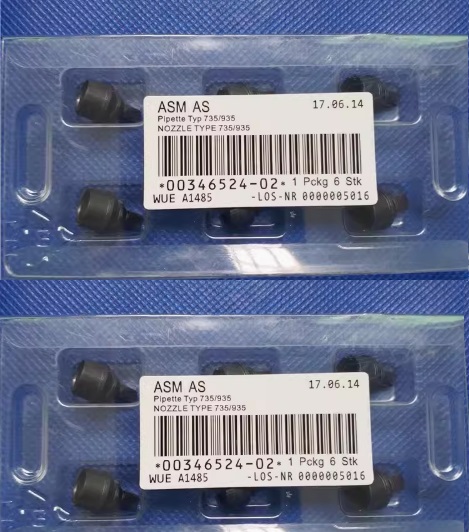 ASM AS 17.06.14
Pipette Typ 735/935
NOZZLE TYPE 735/935
*00346524-02* 1 Pckg 6 Stk
WUE A1485 -LOS-NR 0000005016
ASM AS 17.06.14
Pipette Typ 735/935
NOZZLE TYPE 735/935
*00346524-02* 1 Pckg 6 Stk
WUE A1485 -LOS-NR 0000005016